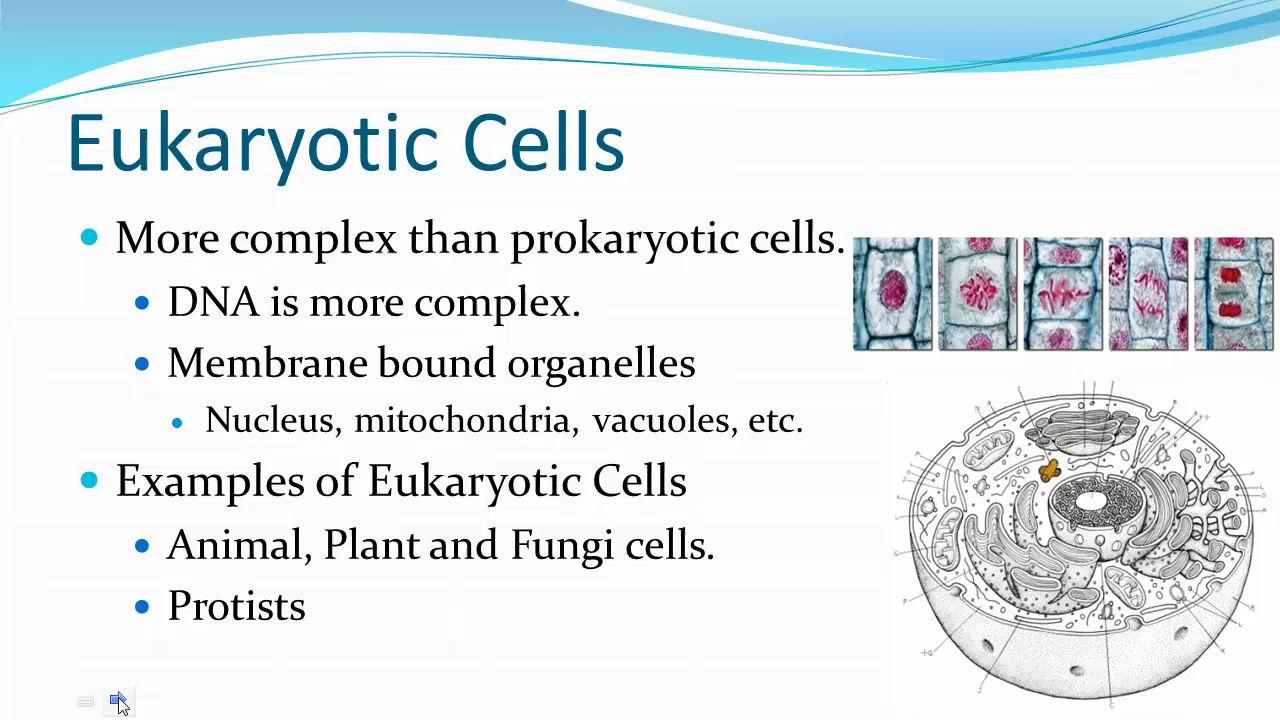 Eukaryotic Cells
More complex than prokaryotic cells.
DNA is more complex.
Membrane bound organelles
Nucleus, mitochondria, vacuoles, etc.
Examples of Eukaryotic Cells
Animal, Plant and Fungi cells.
Protists